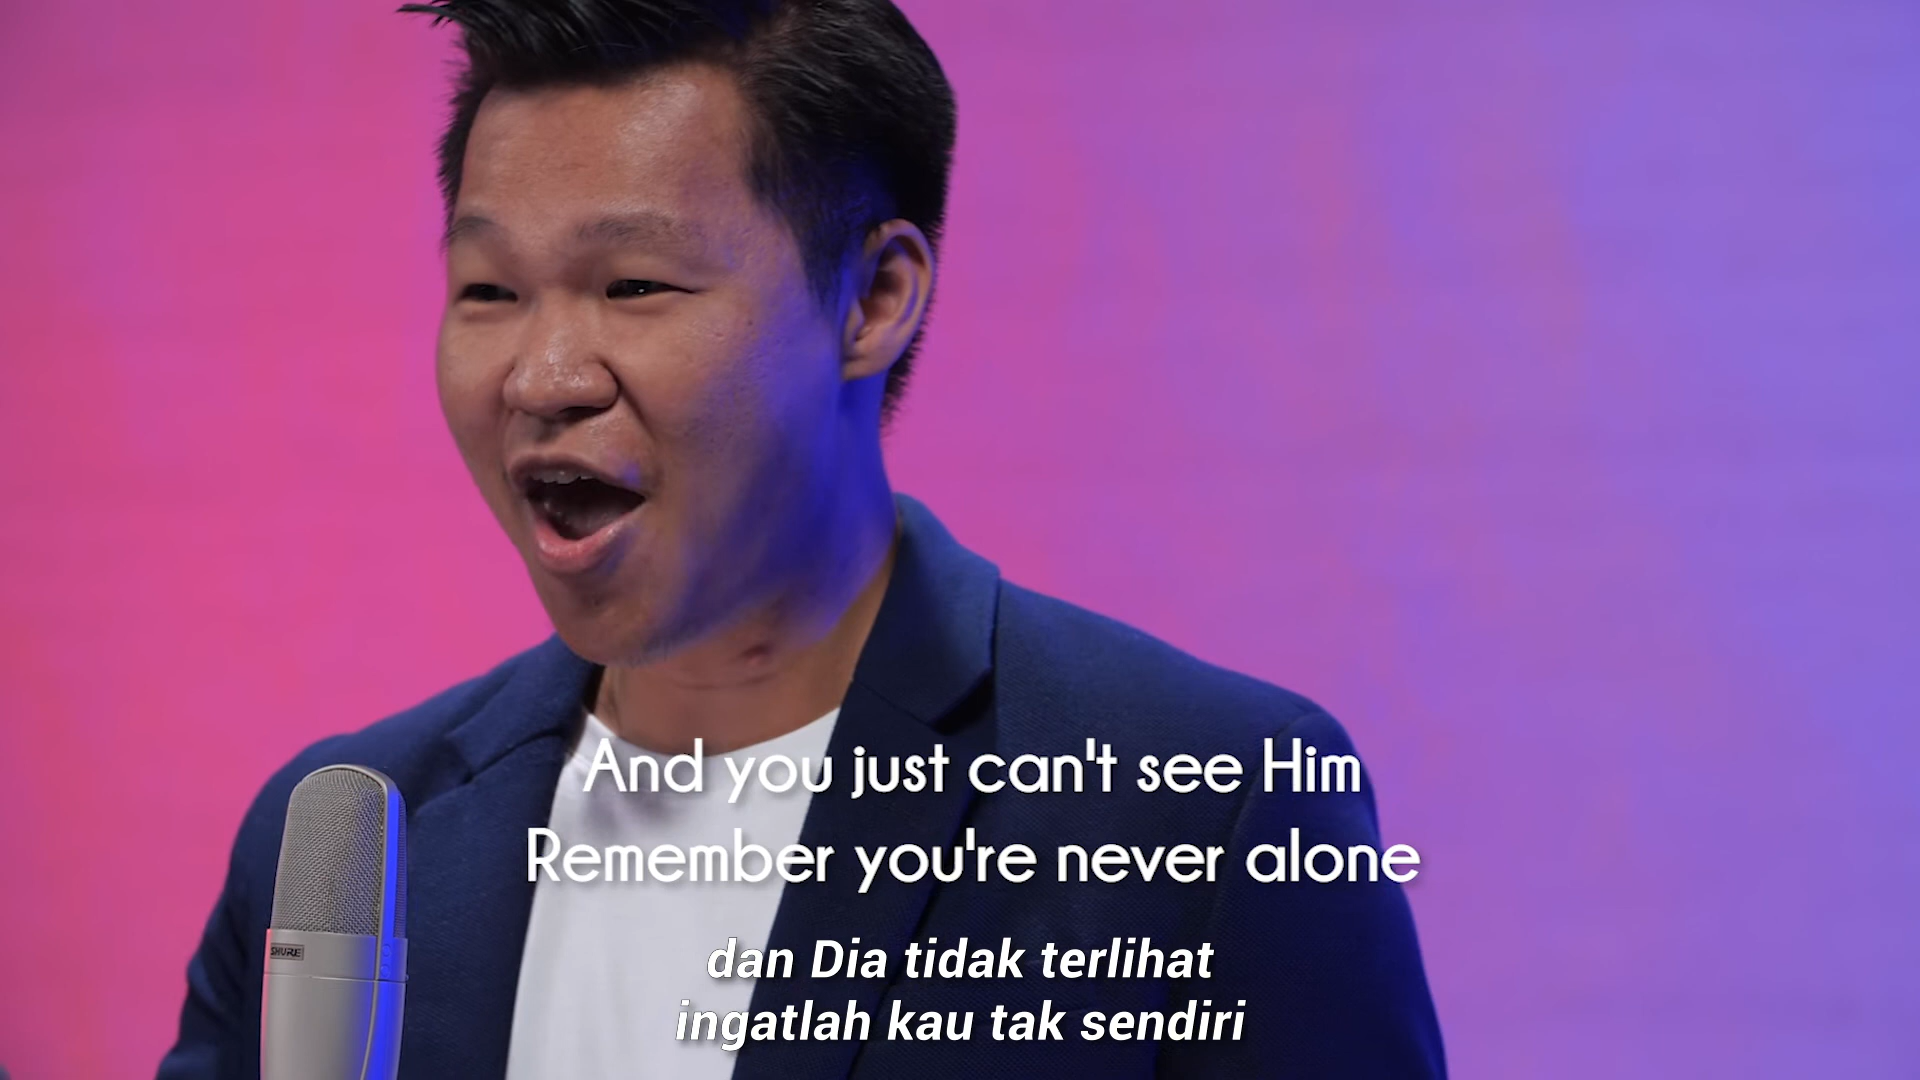 And you just can't see Him
Remember you're never alone
SHURE
dan Dia tidak terlihat
ingatlah kau tak sendiri